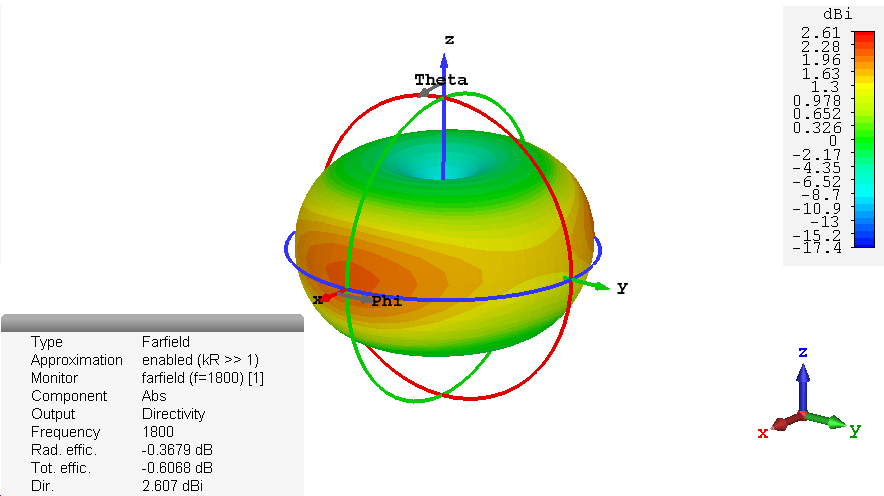 dBi
2.61
2.28
1.96
1.63
1.3
0.978
0.652
0.326
0
-2.17
-4.35
-6.52
-8.7
-10.9
-13
-15.2
-17.4
z
Theta
y
x
Phi
Type Farfield
Approximation enabled (kR >> 1)
Monitor farfield (f=1800) [1]
Component Abs
Output Directivity
Frequency 1800
Rad. effic. -0.3679 dB
Tot. effic. -0.6068 dB
Dir. 2.607 dBi
z
x
y